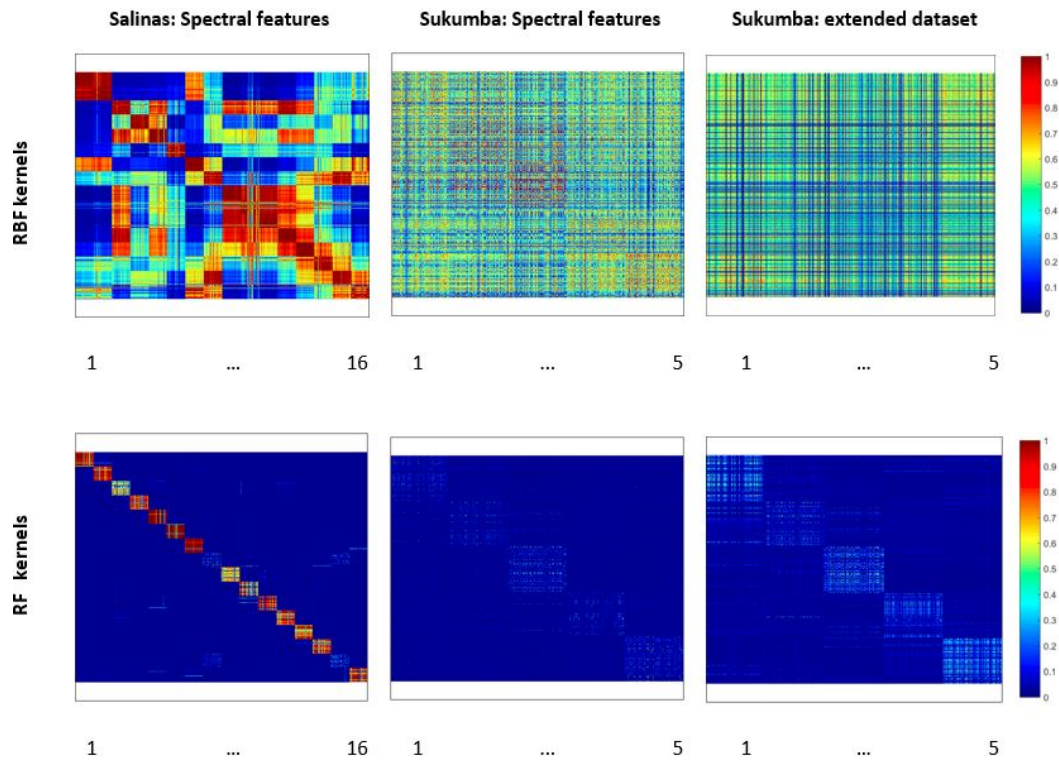 Salinas: Spectral features
Sukumba: Spectral features
Sukumba: extended dataset
RBF kernels
1
0.9
0.8
0.7
0.6
0.5
0.4
0.3
0.2
0.1
0
1 ... 16
1 ... 5
1 ... 5
RF kernels
1
0.9
0.8
0.7
0.6
0.5
0.4
0.3
0.2
0.1
0
1 ... 16
1 ... 5
1 ... 5